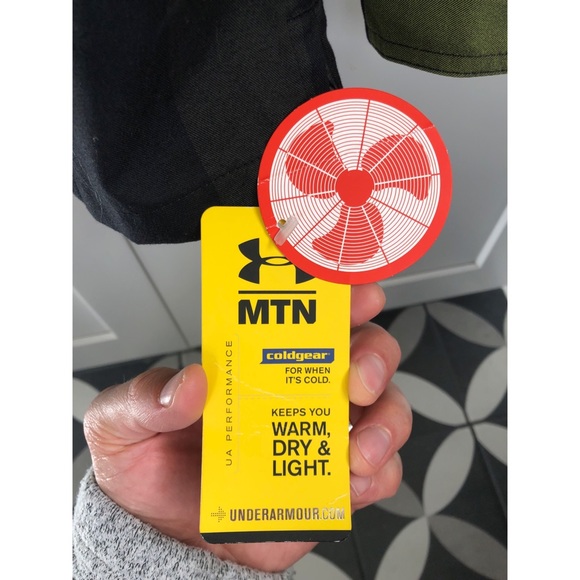 MTN
UA PERFORMANCE
coldgear
FOR WHEN
IT'S COLD.
KEEPS YOU
WARM,
DRY &
LIGHT.
UNDERARMOUR.COM